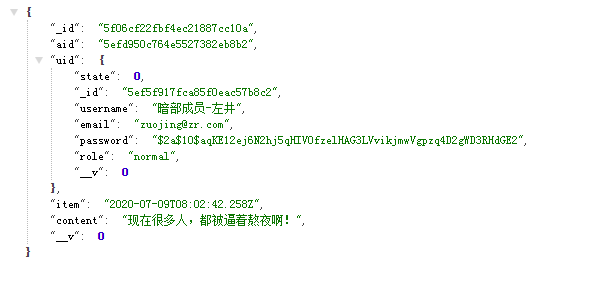 {
"_id": "5f06cf22fbf4ec21887cc10a",
"aid": "5efd950c764e5527382eb8b2",
"uid": {
"state": 0,
"_id": "5ef5f917fca85f0eac57b8c2",
"username": "暗部成员-左井",
"email": "zuojing@zr.com",
"password": "$2a$10$aqKE12ej6N2hj5qHIVOfzelHAG3LVvikjmwVgpzq4D2gWD3RHdGE2",
"role": "normal",
"__v": 0
},
"item": "2020-07-09T08:02:42.258Z",
"content": "现在很多人，都被逼着熬夜啊！",
"__v": 0
}